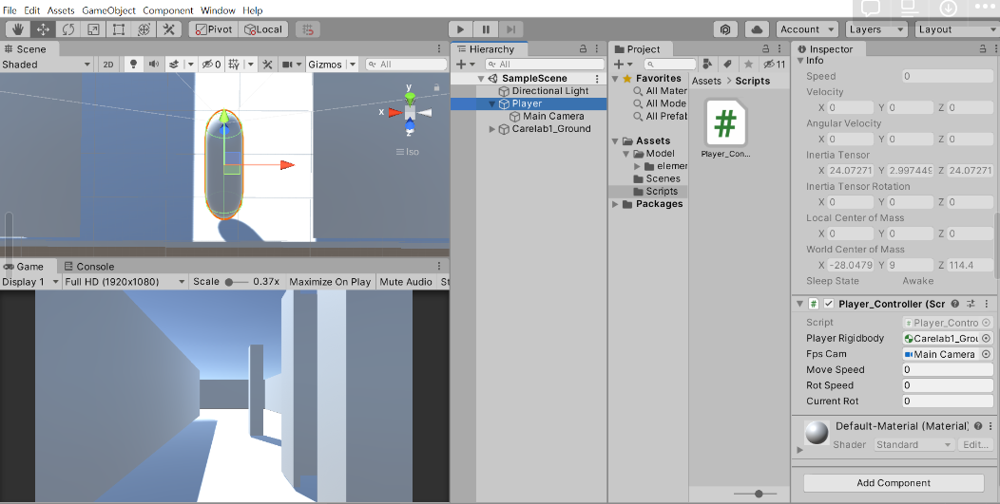 File Edit Assets GameObject Component Window Help
Pivot Local Account Layers Layout
Scene
Shaded 2D 0 Gizmos All
y
x
z
Iso
Game Console
Display 1 Full HD (1920x1080) Scale 0.37x Maximize On Play Mute Audio St
Hierarchy
All
SampleScene
Directional Light
Player
Main Camera
Carelab1_Ground
Project
11
Favorites
All Mater
All Mode
All Prefab
Assets
Model
elemer
Scenes
Scripts
Packages
Assets > Scripts
#
Player_Con...
Inspector
Info
Speed 0
Velocity
X 0 Y 0 Z 0
Angular Velocity
X 0 Y 0 Z 0
Inertia Tensor
X 24.07271 Y 2.997449 Z 24.07271
Inertia Tensor Rotation
X 0 Y 0 Z 0
Local Center of Mass
X 0 Y 0 Z 0
World Center of Mass
X -28.0479 Y 9 Z 114.4
Sleep State Awake
# Player_Controller (Scr
Script # Player_Contro
Player Rigidbody Carelab1_Grou
Fps Cam Main Camera
Move Speed 0
Rot Speed 0
Current Rot 0
Default-Material (Material)
Shader Standard Edit...
Add Component